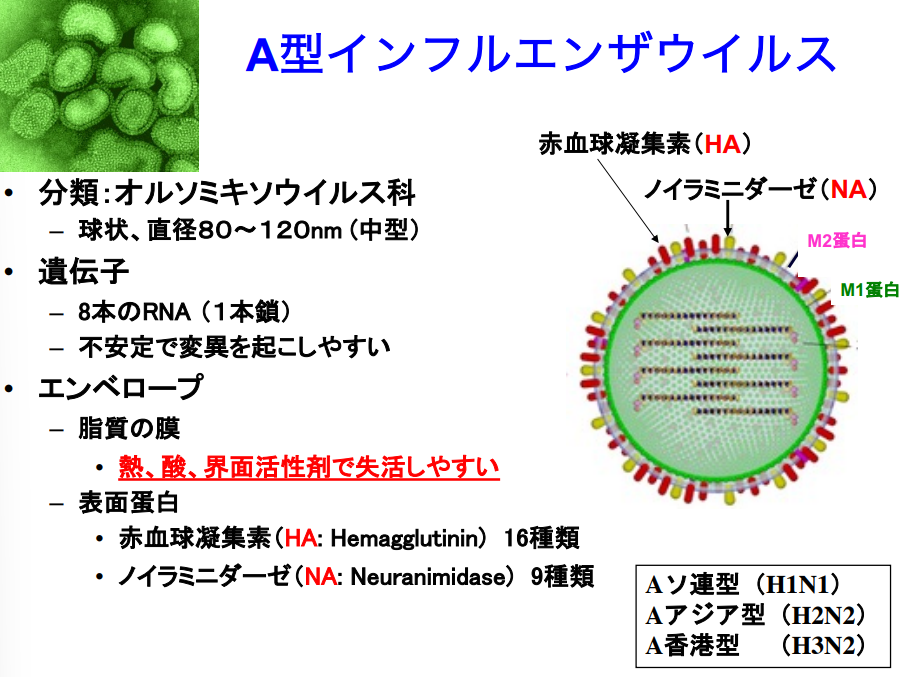 A型インフルエンザウイルス
赤血球凝集素（HA）
ノイラミニダーゼ（NA）
M2蛋白
M1蛋白
• 分類：オルソミキソウイルス科
– 球状、直径８０～１２０nm（中型）
• 遺伝子
– 8本のRNA（１本鎖）
– 不安定で変異を起こしやすい
• エンベロープ
– 脂質の膜
• 熱、酸、界面活性剤で失活しやすい
– 表面蛋白
• 赤血球凝集素（HA: Hemagglutinin） 16種類
• ノイラミニダーゼ（NA: Neuranimidase） 9種類
Aソ連型（H1N1）
Aアジア型（H2N2）
A香港型 （H3N2）